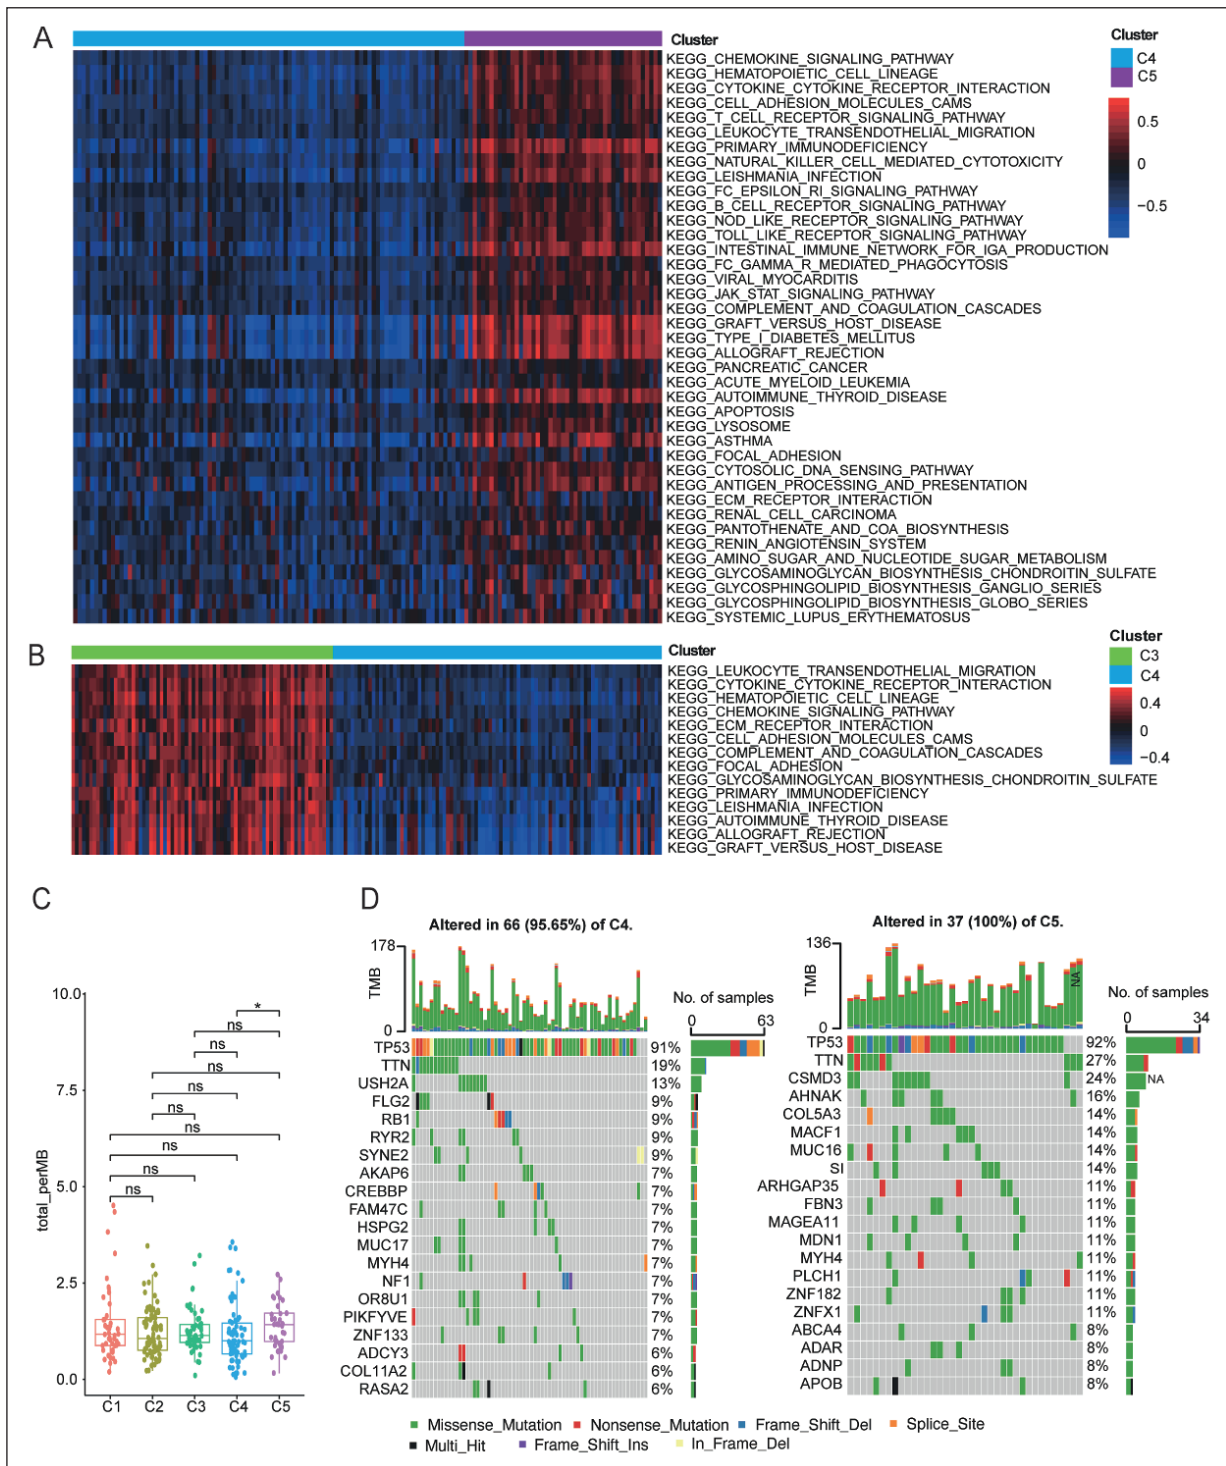 A
Cluster
KEGG_CHEMOKINE_SIGNALING_PATHWAY
KEGG_HEMATOPOIETIC_CELL_LINEAGE
KEGG_CYTOKINE_CYTOKINE_RECEPTOR_INTERACTION
KEGG_CELL_ADHESION_MOLECULES_CAMS
KEGG_T_CELL_RECEPTOR_SIGNALING_PATHWAY
KEGG_LEUKOCYTE_TRANSENDOTHELIAL_MIGRATION
KEGG_PRIMARY_IMMUNODEFICIENCY
KEGG_NATURAL_KILLER_CELL_MEDIATED_CYTOTOXICITY
KEGG_LEISHMANIA_INFECTION
KEGG_FC_EPSILON_RI_SIGNALING_PATHWAY
KEGG_B_CELL_RECEPTOR_SIGNALING_PATHWAY
KEGG_NOD_LIKE_RECEPTOR_SIGNALING_PATHWAY
KEGG_TOLL_LIKE_RECEPTOR_SIGNALING_PATHWAY
KEGG_INTESTINAL_IMMUNE_NETWORK_FOR_IGA_PRODUCTION
KEGG_FC_GAMMA_R_MEDIATED_PHAGOCYTOSIS
KEGG_VIRAL_MYOCARDITIS
KEGG_JAK_STAT_SIGNALING_PATHWAY
KEGG_COMPLEMENT_AND_COAGULATION_CASCADES
KEGG_GRAFT_VERSUS_HOST_DISEASE
KEGG_TYPE_I_DIABETES_MELLITUS
KEGG_ALLOGRAFT_REJECTION
KEGG_PANCREATIC_CANCER
KEGG_ACUTE_MYELOID_LEUKEMIA
KEGG_AUTOIMMUNE_THYROID_DISEASE
KEGG_APOPTOSIS
KEGG_LYSOSOME
KEGG_ASTHMA
KEGG_FOCAL_ADHESION
KEGG_CYTOSOLIC_DNA_SENSING_PATHWAY
KEGG_ANTIGEN_PROCESSING_AND_PRESENTATION
KEGG_ECM_RECEPTOR_INTERACTION
KEGG_RENAL_CELL_CARCINOMA
KEGG_PANTOTHENATE_AND_COA_BIOSYNTHESIS
KEGG_RENIN_ANGIOTENSIN_SYSTEM
KEGG_AMINO_SUGAR_AND_NUCLEOTIDE_SUGAR_METABOLISM
KEGG_GLYCOSAMINOGLYCAN_BIOSYNTHESIS_CHONDROITIN_SULFATE
KEGG_GLYCOSPHINGOLIPID_BIOSYNTHESIS_GANGLIO_SERIES
KEGG_GLYCOSPHINGOLIPID_BIOSYNTHESIS_GLOBO_SERIES
KEGG_SYSTEMIC_LUPUS_ERYTHEMATOSUS
Cluster
C4
C5
0.5
0
−0.5
B
Cluster
KEGG_LEUKOCYTE_TRANSENDOTHELIAL_MIGRATION
KEGG_CYTOKINE_CYTOKINE_RECEPTOR_INTERACTION
KEGG_HEMATOPOIETIC_CELL_LINEAGE
KEGG_CHEMOKINE_SIGNALING_PATHWAY
KEGG_ECM_RECEPTOR_INTERACTION
KEGG_CELL_ADHESION_MOLECULES_CAMS
KEGG_COMPLEMENT_AND_COAGULATION_CASCADES
KEGG_FOCAL_ADHESION
KEGG_GLYCOSAMINOGLYCAN_BIOSYNTHESIS_CHONDROITIN_SULFATE
KEGG_PRIMARY_IMMUNODEFICIENCY
KEGG_LEISHMANIA_INFECTION
KEGG_AUTOIMMUNE_THYROID_DISEASE
KEGG_ALLOGRAFT_REJECTION
KEGG_GRAFT_VERSUS_HOST_DISEASE
Cluster
C3
C4
0.4
0
−0.4
C
total_perMB
10.0
7.5
5.0
2.5
0.0
*
ns
ns
ns
ns
ns
ns
ns
ns
ns
C1 C2 C3 C4 C5
D
Altered in 66 (95.65%) of C4.
178
TMB
0
No. of samples
0 63
TP53 91%
TTN 19%
USH2A 13%
FLG2 9%
RB1 9%
RYR2 9%
SYNE2 9%
AKAP6 7%
CREBBP 7%
FAM47C 7%
HSPG2 7%
MUC17 7%
MYH4 7%
NF1 7%
OR8U1 7%
PIKFYVE 7%
ZNF133 7%
ADCY3 6%
COL11A2 6%
RASA2 6%
Altered in 37 (100%) of C5.
136
TMB
0
NA
No. of samples
0 34
TP53 92%
TTN 27%
CSMD3 24% NA
AHNAK 16%
COL5A3 14%
MACF1 14%
MUC16 14%
SI 14%
ARHGAP35 11%
FBN3 11%
MAGEA11 11%
MDN1 11%
MYH4 11%
PLCH1 11%
ZNF182 11%
ZNFX1 11%
ABCA4 8%
ADAR 8%
ADNP 8%
APOB 8%
Missense_Mutation Nonsense_Mutation Frame_Shift_Del Splice_Site
Multi_Hit Frame_Shift_Ins In_Frame_Del